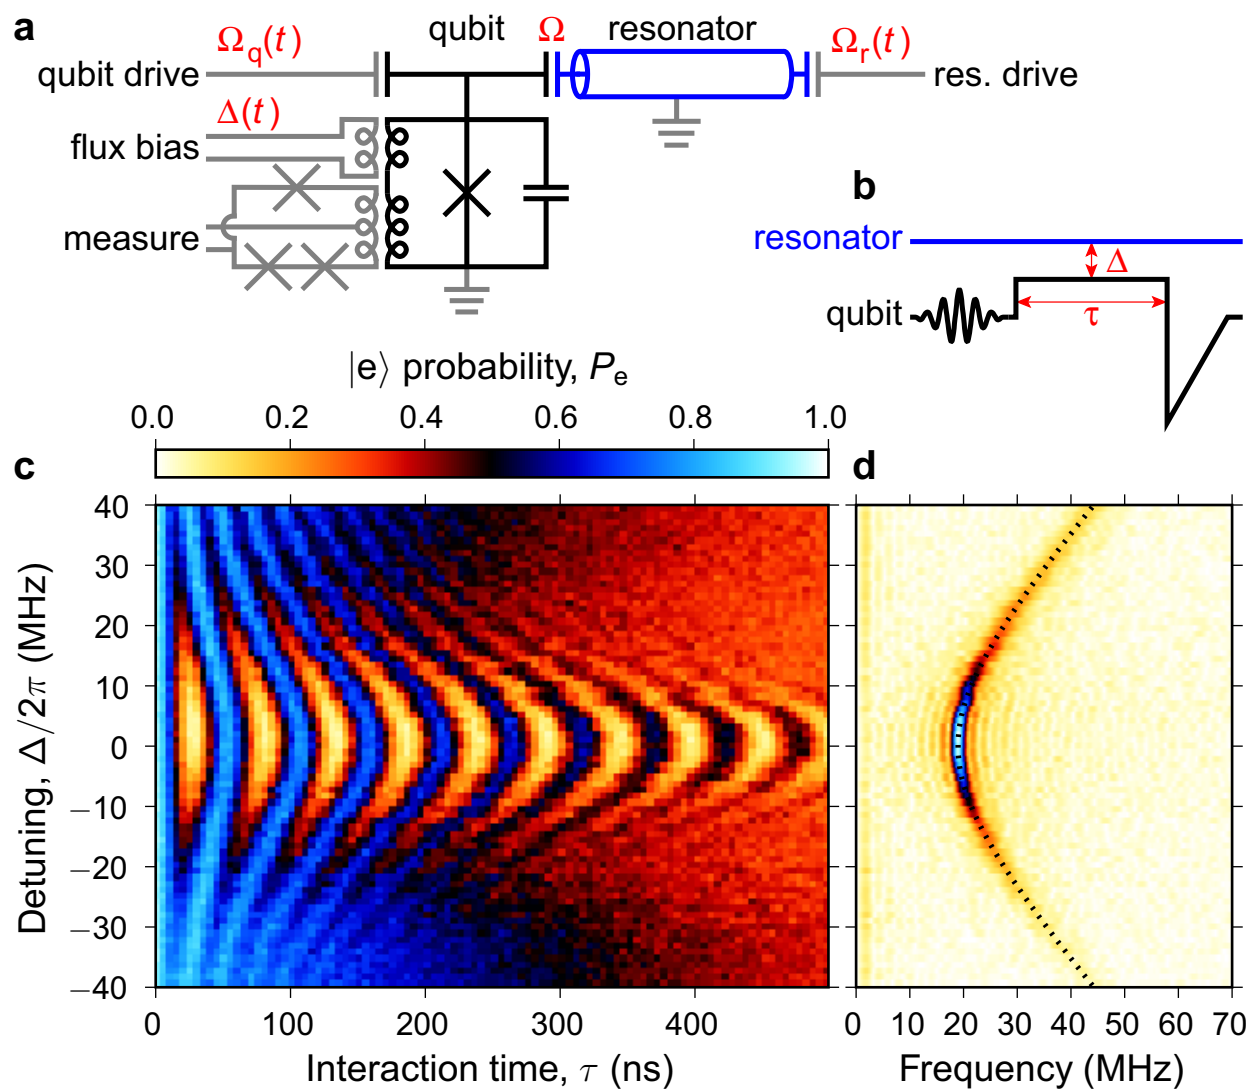 a
Ω_q(t)
qubit
Ω
resonator
Ω_r(t)
qubit drive
res. drive
Δ(t)
flux bias
measure
b
resonator
Δ
qubit
τ
|e⟩ probability, P_e
0.0 0.2 0.4 0.6 0.8 1.0
c
d
40
30
20
10
0
−10
−20
−30
−40
Detuning, Δ/2π (MHz)
0 100 200 300 400
Interaction time, τ (ns)
0 10 20 30 40 50 60 70
Frequency (MHz)